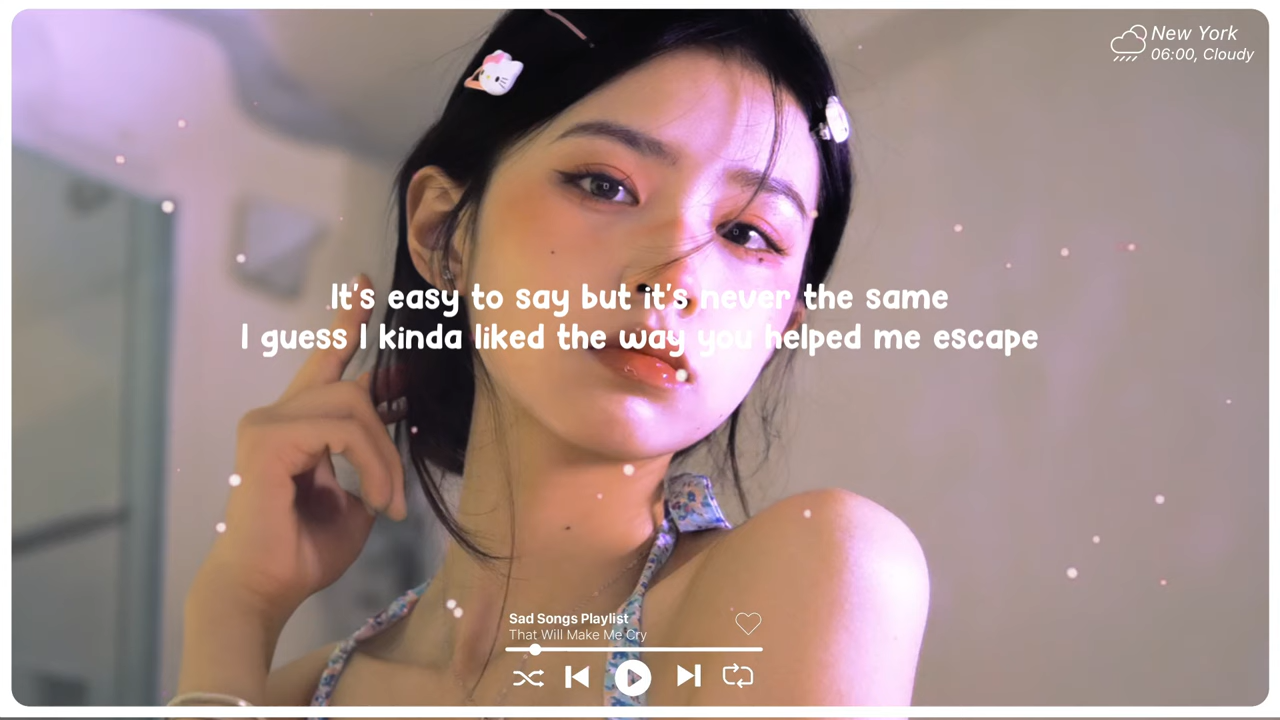 New York
06:00, Cloudy
It's easy to say but it's never the same
I guess I kinda liked the way you helped me escape
Sad Songs Playlist
That Will Make Me Cry